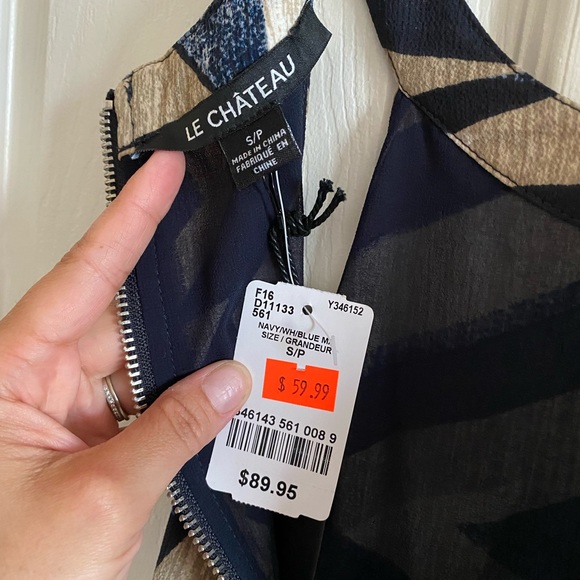 LE CHÂTEAU
S/P
MADE IN CHINA
FABRIQUÉ EN
CHINE
F16
D11133
561
Y346152
NAVY/WH/BLUE M.
SIZE / GRANDEUR
S/P
$ 59.99
346143 561 008 9
$89.95